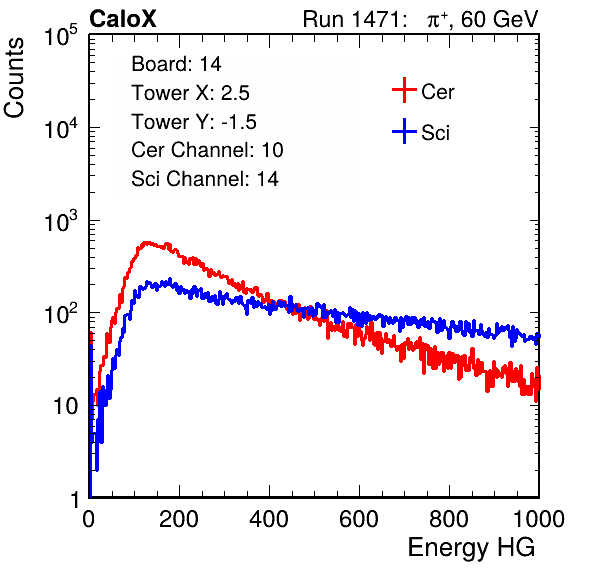 CaloX Run 1471: π⁺, 60 GeV
Counts
10⁵
10⁴
10³
10²
10
1
Board: 14
Tower X: 2.5
Tower Y: -1.5
Cer Channel: 10
Sci Channel: 14
Cer
Sci
0 200 400 600 800 1000
Energy HG